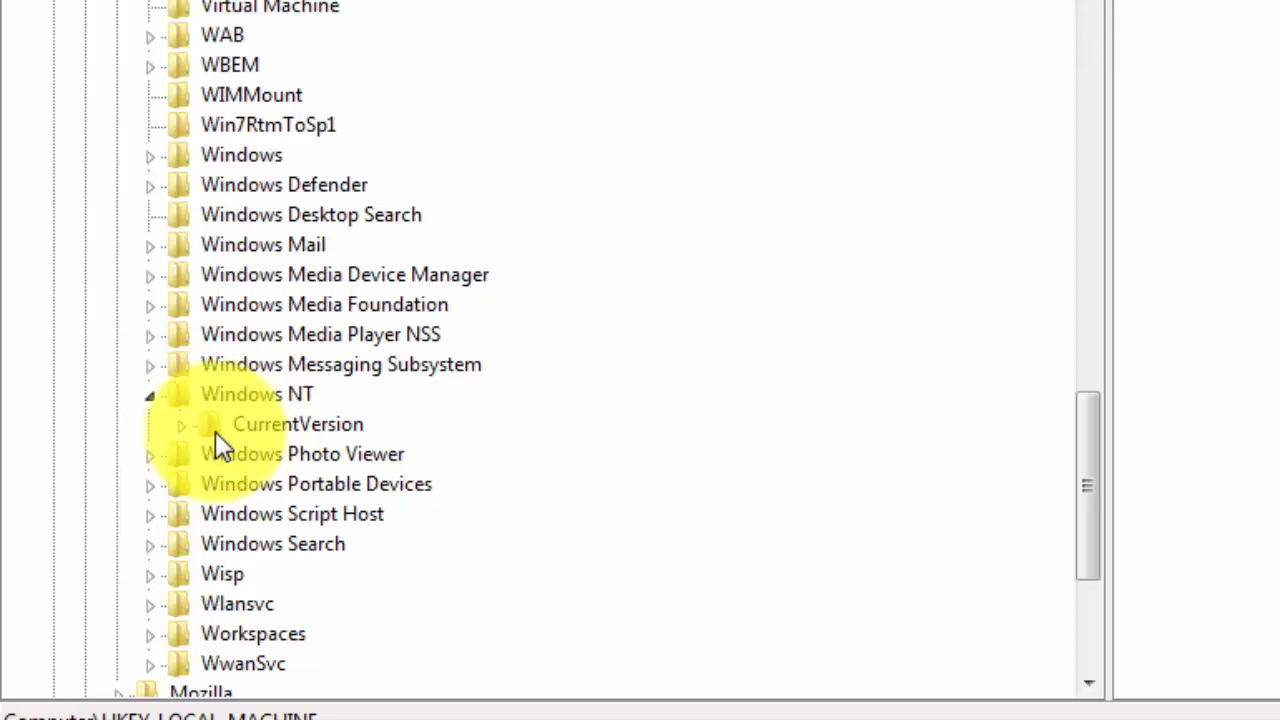 Virtual Machine
WAB
WBEM
WIMMount
Win7RtmToSp1
Windows
Windows Defender
Windows Desktop Search
Windows Mail
Windows Media Device Manager
Windows Media Foundation
Windows Media Player NSS
Windows Messaging Subsystem
Windows NT
CurrentVersion
Windows Photo Viewer
Windows Portable Devices
Windows Script Host
Windows Search
Wisp
Wlansvc
Workspaces
WwanSvc
Mozilla
Computer\HKEY_LOCAL_MACHINE